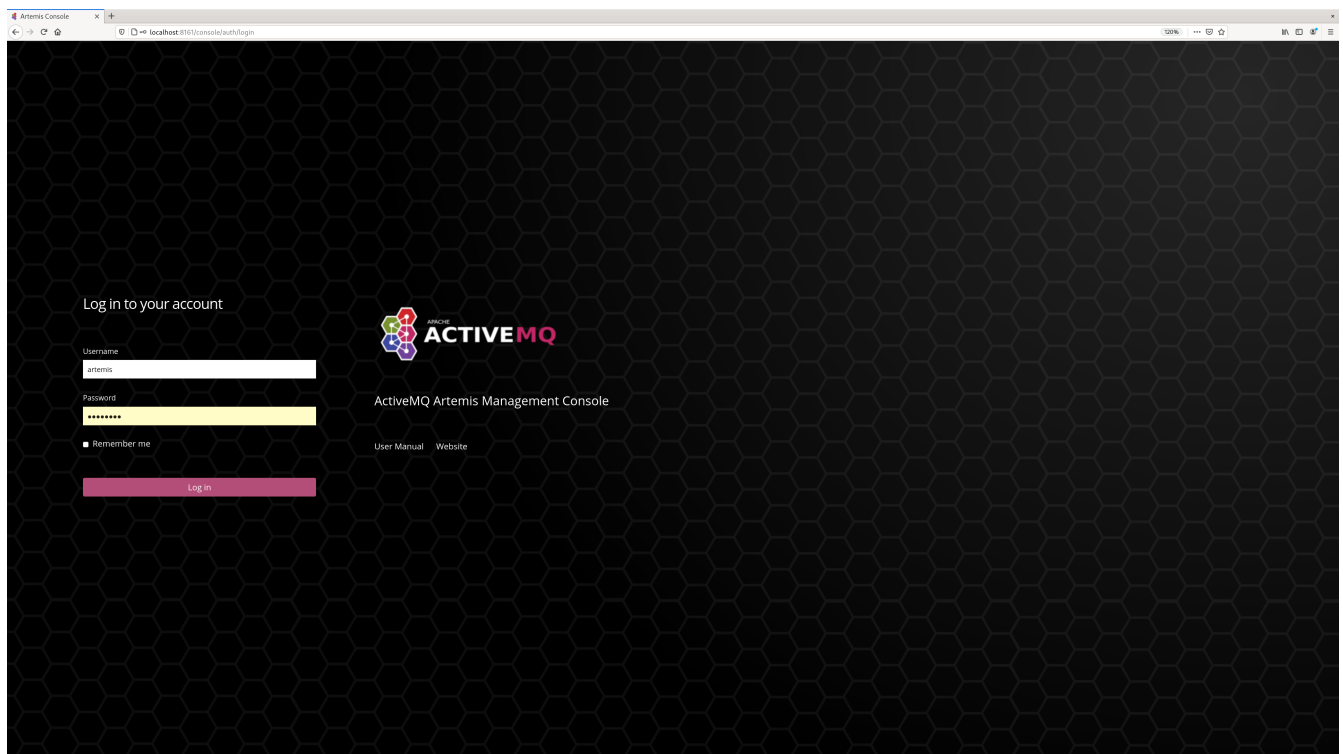 Artemis Console
localhost:8161/console/auth/login
120%
Log in to your account
Username
artemis
Password
Remember me
Log in
APACHE
ACTIVEMQ
ActiveMQ Artemis Management Console
User Manual Website